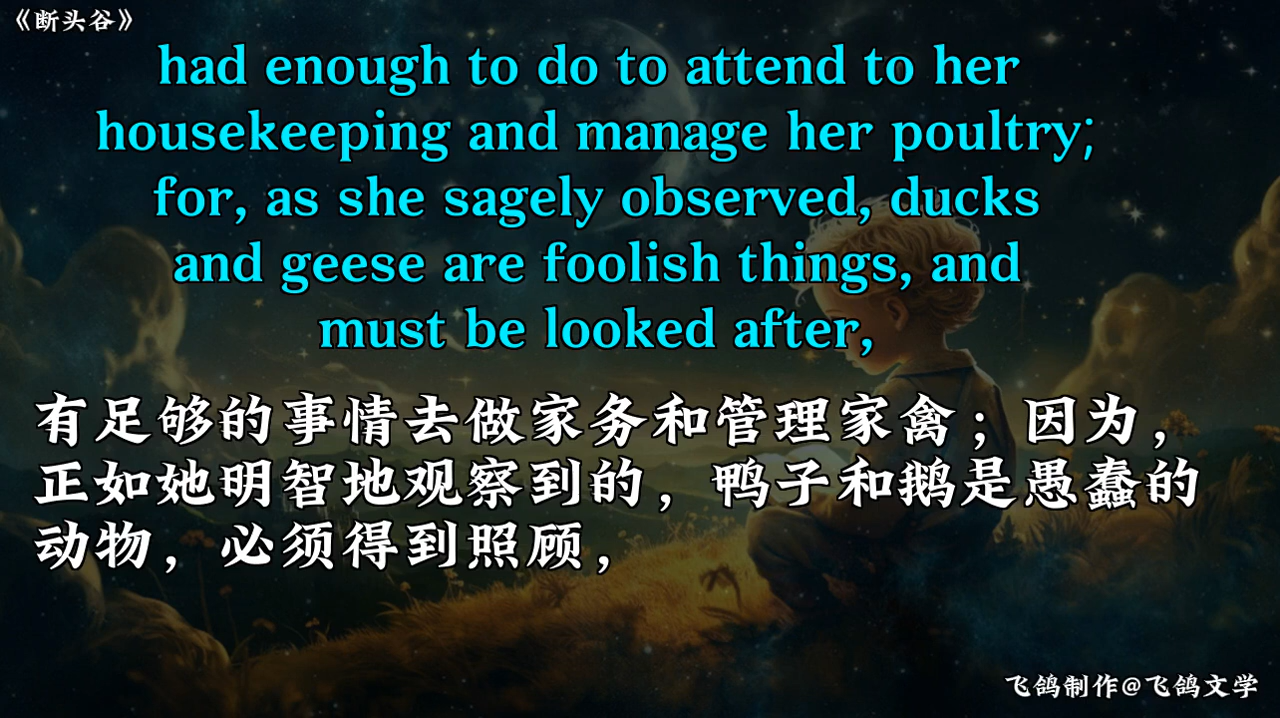 《断头谷》
had enough to do to attend to her
housekeeping and manage her poultry;
for, as she sagely observed, ducks
and geese are foolish things, and
must be looked after,
有足够的事情去做家务和管理家禽；因为，
正如她明智地观察到的，鸭子和鹅是愚蠢的
动物，必须得到照顾，
飞鸽制作@飞鸽文学